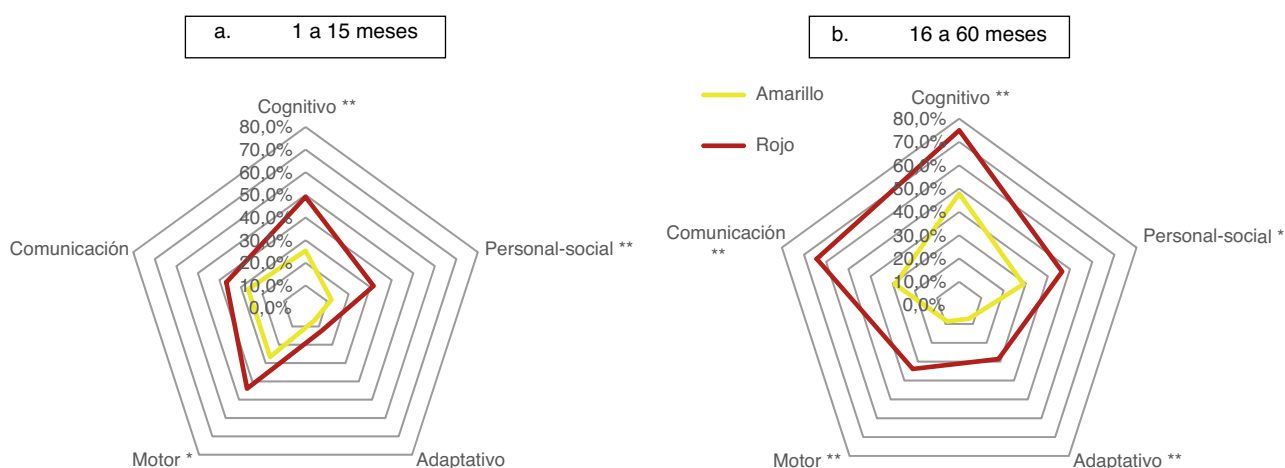 a. 1 a 15 meses
Cognitivo **
80,0%
70,0%
60,0%
50,0%
40,0%
30,0%
20,0%
10,0%
0,0%
Comunicación
Personal-social **
Motor *
Adaptativo
b. 16 a 60 meses
Amarillo
Rojo
Cognitivo **
80,0%
70,0%
60,0%
50,0%
40,0%
30,0%
20,0%
10,0%
0,0%
Comunicación
**
Personal-social *
Motor **
Adaptativo **